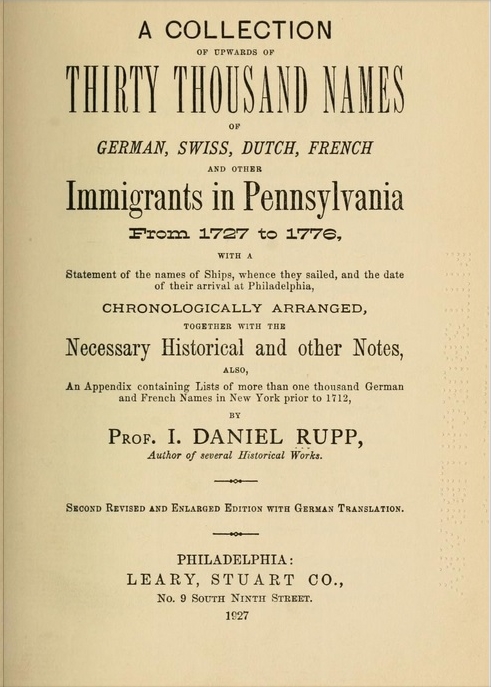 A COLLECTION
OF UPWARDS OF
THIRTY THOUSAND NAMES
OF
GERMAN, SWISS, DUTCH, FRENCH
AND OTHER
Immigrants in Pennsylvania
From 1727 to 1776,
WITH A
Statement of the names of Ships, whence they sailed, and the date
of their arrival at Philadelphia,
CHRONOLOGICALLY ARRANGED,
TOGETHER WITH THE
Necessary Historical and other Notes,
ALSO,
An Appendix containing Lists of more than one thousand German
and French Names in New York prior to 1712,
BY
PROF. I. DANIEL RUPP,
Author of several Historical Works.
SECOND REVISED AND ENLARGED EDITION WITH GERMAN TRANSLATION.
PHILADELPHIA:
LEARY, STUART CO.,
No. 9 SOUTH NINTH STREET.
1927